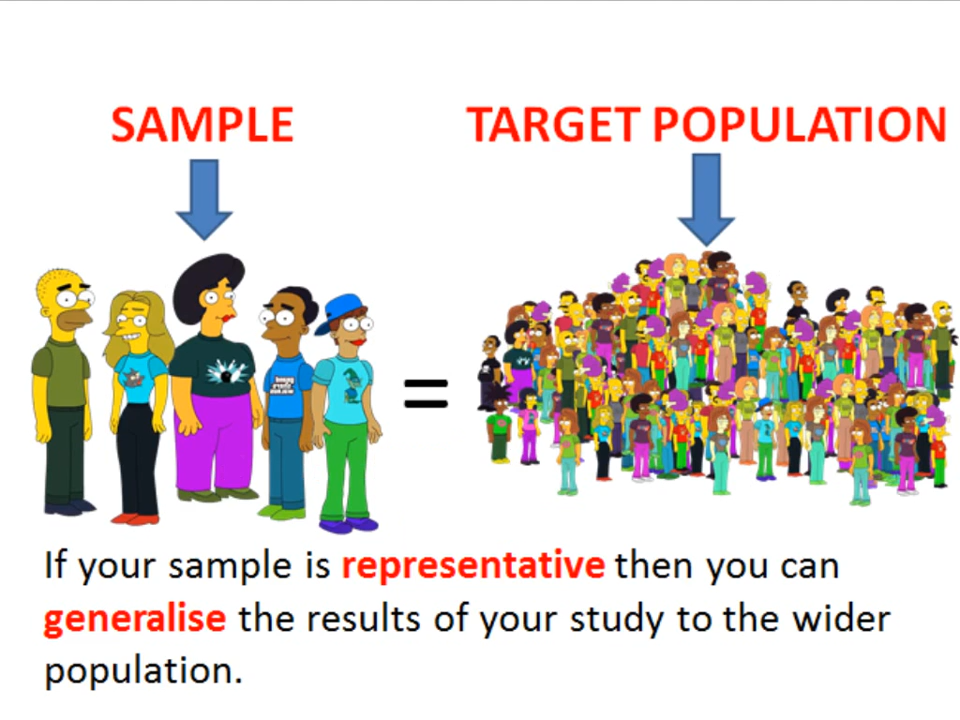 SAMPLE
TARGET POPULATION
=
If your sample is representative then you can
generalise the results of your study to the wider
population.